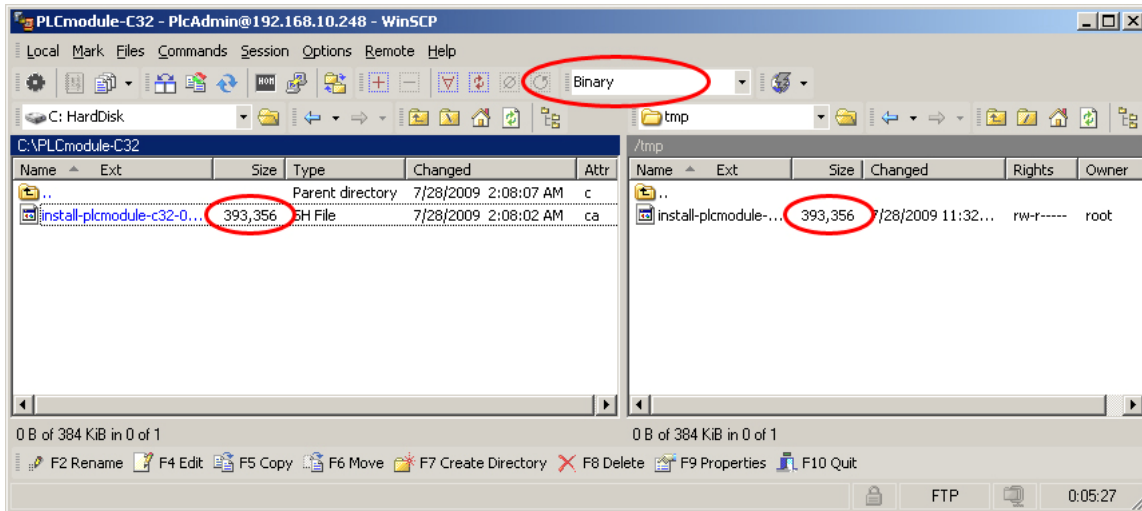 PLCmodule-C32 - PlcAdmin@192.168.10.248 - WinSCP
Local Mark Files Commands Session Options Remote Help
Binary
C: HardDisk tmp
C:\PLCmodule-C32 /tmp
Name Ext Size Type Changed Attr Name Ext Size Changed Rights Owner
.. Parent directory 7/28/2009 2:08:07 AM c ..
install-plcmodule-c32-0... 393,356 SH File 7/28/2009 2:08:02 AM ca install-plcmodule-... 393,356 7/28/2009 11:32... rw-r----- root
0 B of 384 KiB in 0 of 1 0 B of 384 KiB in 0 of 1
F2 Rename F4 Edit F5 Copy F6 Move F7 Create Directory F8 Delete F9 Properties F10 Quit
FTP 0:05:27